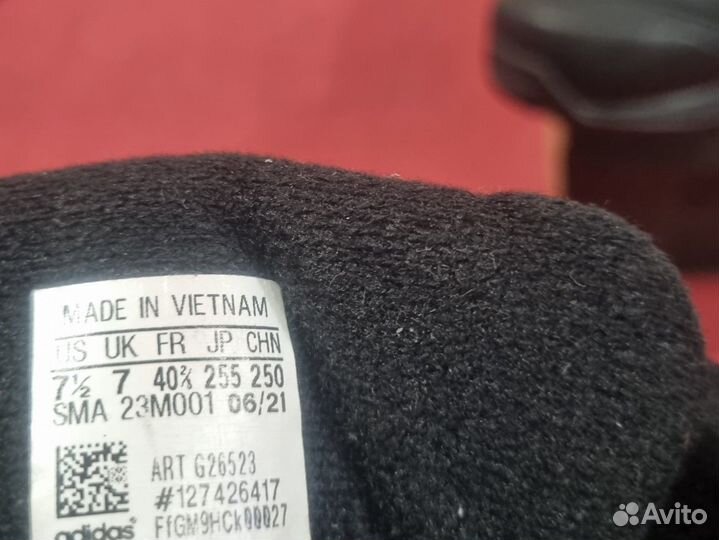 MADE IN VIETNAM
US UK FR JP CHN
7½ 7 40⅔ 255 250
SMA 23M001 06/21
ART G26523
#127426417
adidas FfGM9HCk00027
Avito